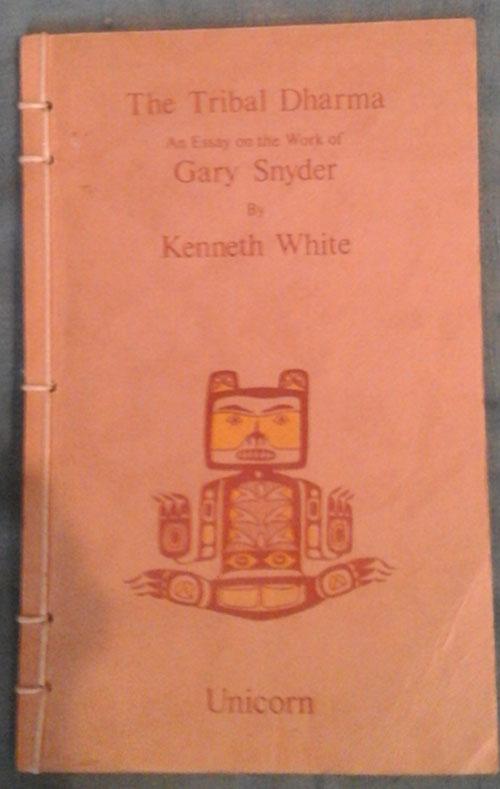 The Tribal Dharma
An Essay on the Work of
Gary Snyder
By
Kenneth White
Unicorn